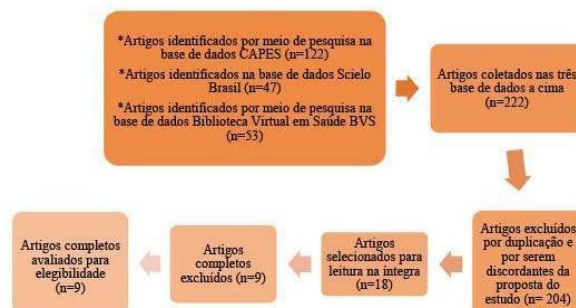 *Artigos identificados por meio de pesquisa na
base de dados CAPES (n=122)
*Artigos identificados na base de dados Scielo
Brasil (n=47)
*Artigos identificados por meio de pesquisa na
base de dados Biblioteca Virtual em Saúde BVS
(n=53)
Artigos coletados nas três
base de dados a cima
(n=222)
Artigos excluídos
por duplicação e
por serem
discordantes da
proposta do
estudo (n= 204)
Artigos
selecionados para
leitura na íntegra
(n=18)
Artigos
completos
excluídos (n=9)
Artigos completos
avaliados para
elegibilidade
(n=9)